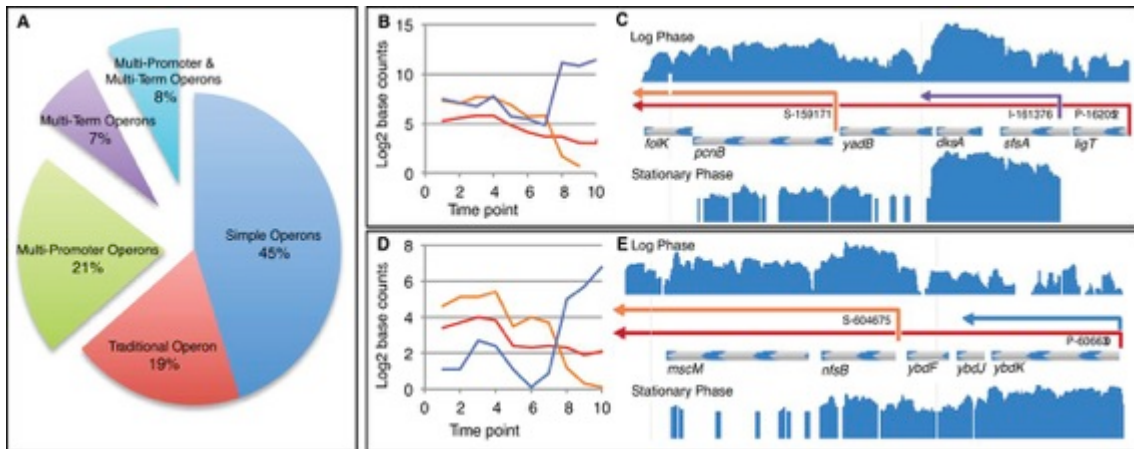 A
Multi-Promoter &
Multi-Term Operons
8%
Multi-Term Operons
7%
Multi-Promoter Operons
21%
Simple Operons
45%
Traditional Operon
19%
B
15
10
5
0
Log2 base counts
0 2 4 6 8 10
Time point
C
Log Phase
S-159171
I-161376
folK
pcnB
yadB
dksA
sfsA
ligT
Stationary Phase
D
8
6
4
2
0
Log2 base counts
0 2 4 6 8 10
Time point
E
Log Phase
S-604675
mscM
nfsB
ybdF
ybdJ
ybdK
Stationary Phase